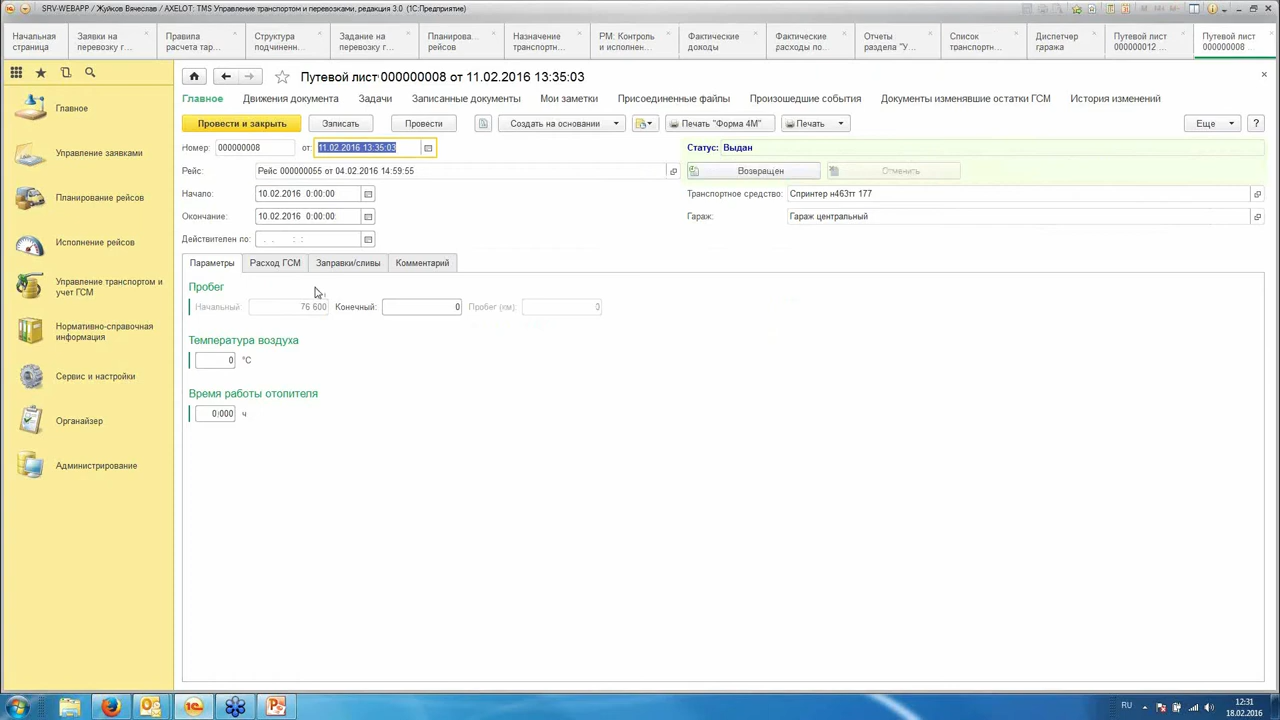 SRV-WEBAPP / Жуйков Вячеслав / AXELOT: TMS Управление транспортом и перевозками, редакция 3.0 (1С:Предприятие)
Начальная страница
Заявки на перевозку г...
Правила расчета тар...
Структура подчиненн...
Задание на перевозку г...
Планирова... рейсов
Назначение транспортн...
РМ: Контроль и исполнен...
Фактические доходы
Фактические расходы по...
Отчеты раздела "У...
Список транспортн...
Диспетчер гаража
Путевой лист 000000012 ...
Путевой лист 000000008 ...
Путевой лист 000000008 от 11.02.2016 13:35:03
Главное
Движения документа
Задачи
Записанные документы
Мои заметки
Присоединенные файлы
Произошедшие события
Документы изменявшие остатки ГСМ
История изменений
Провести и закрыть
Записать
Провести
Создать на основании
Печать "Форма 4М"
Печать
Еще
?
Номер: 000000008 от: 11.02.2016 13:35:03
Статус: Выдан
Рейс: Рейс 000000055 от 04.02.2016 14:59:55
Возвращен
Отменить
Начало: 10.02.2016 0:00:00
Транспортное средство: Спринтер н463тт 177
Окончание: 10.02.2016 0:00:00
Гараж: Гараж центральный
Действителен по: . . : :
Параметры
Расход ГСМ
Заправки/сливы
Комментарий
Пробег
Начальный: 76 600 Конечный: 0 Пробег (км): 0
Температура воздуха
0 °C
Время работы отопителя
0,000 ч
Главное
Управление заявками
Планирование рейсов
Исполнение рейсов
Управление транспортом и
учет ГСМ
Нормативно-справочная
информация
Сервис и настройки
Органайзер
Администрирование
RU
12:31
18.02.2016